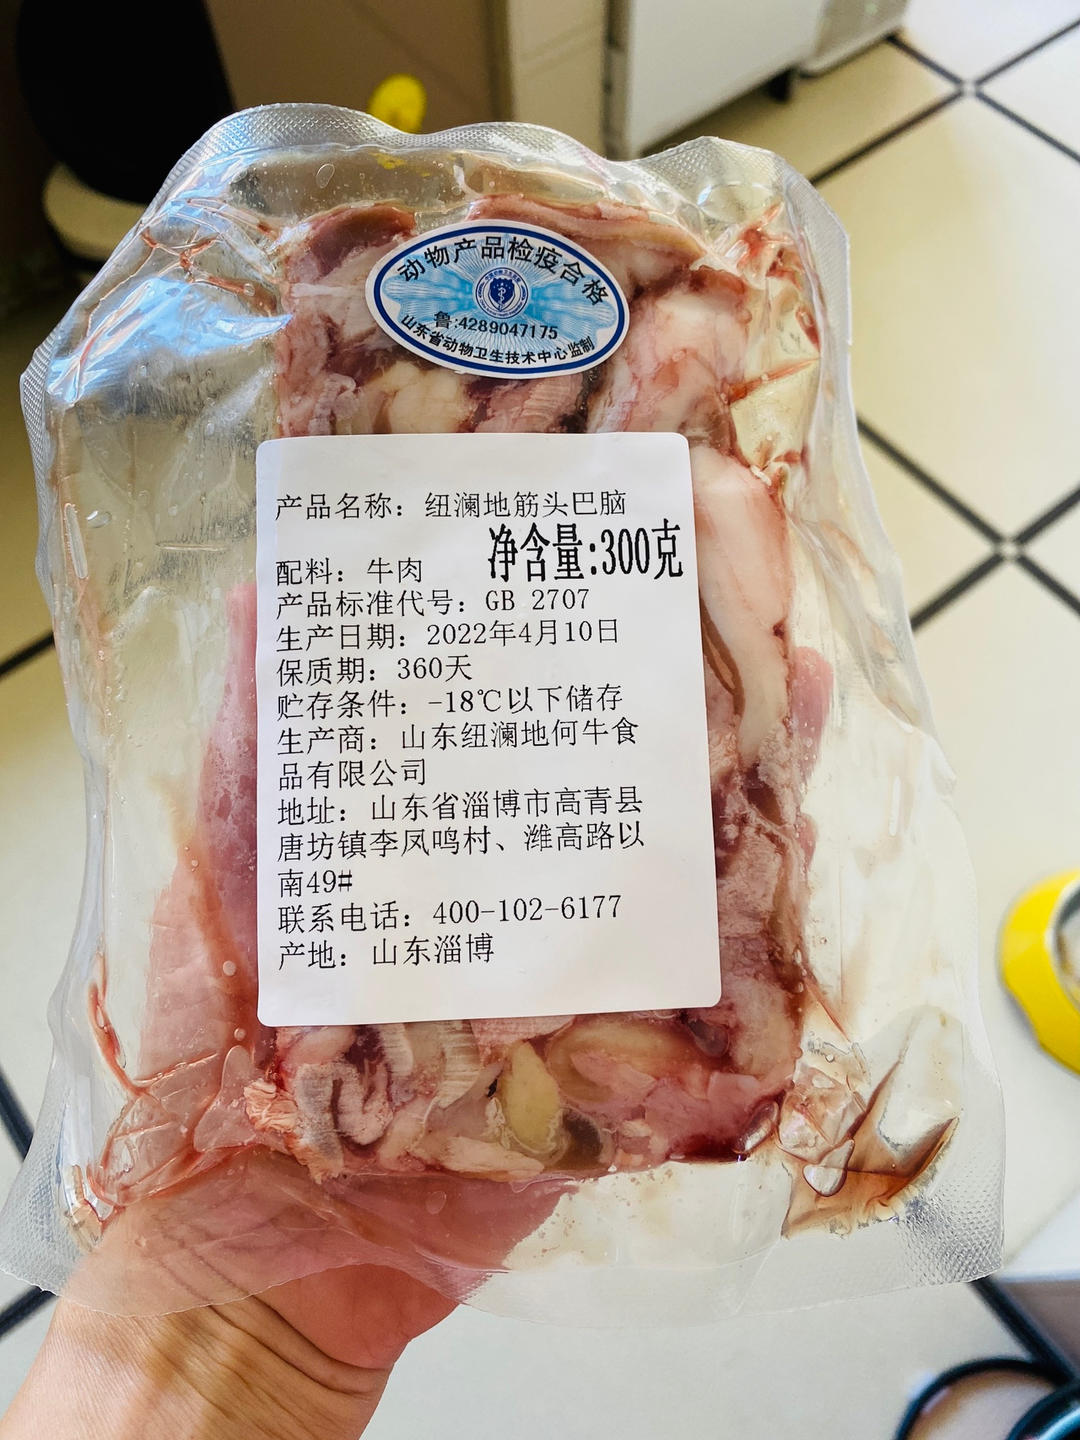 动物产品检疫合格
鲁:4289047175
山东省动物卫生技术中心监制
产品名称：纽澜地筋头巴脑
净含量:300克
配料：牛肉
产品标准代号：GB 2707
生产日期：2022年4月10日
保质期：360天
贮存条件：-18℃以下储存
生产商：山东纽澜地何牛食
品有限公司
地址：山东省淄博市高青县
唐坊镇李凤鸣村、潍高路以
南49#
联系电话：400-102-6177
产地：山东淄博